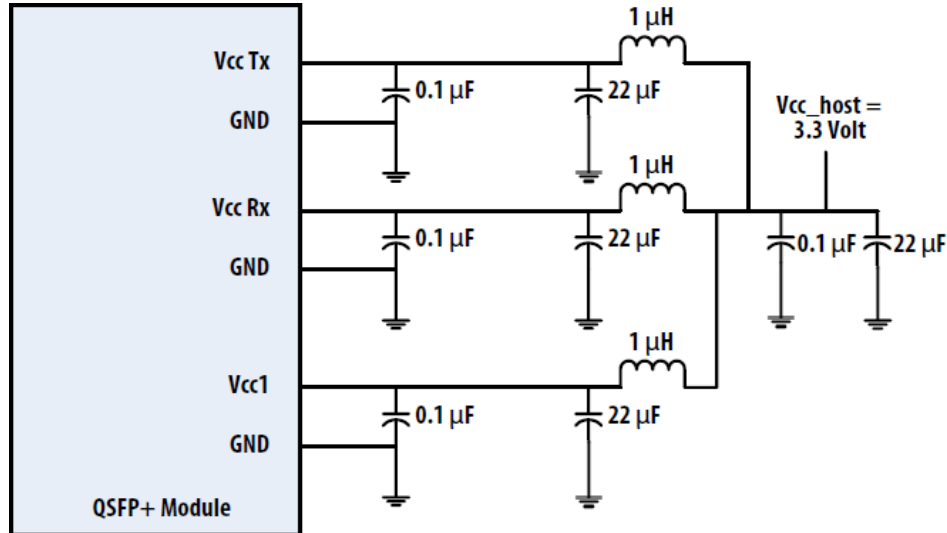 1 μH
Vcc Tx
0.1 μF
22 μF
GND
Vcc_host =
3.3 Volt
1 μH
Vcc Rx
0.1 μF
22 μF
0.1 μF
22 μF
GND
1 μH
Vcc1
0.1 μF
22 μF
GND
QSFP+ Module